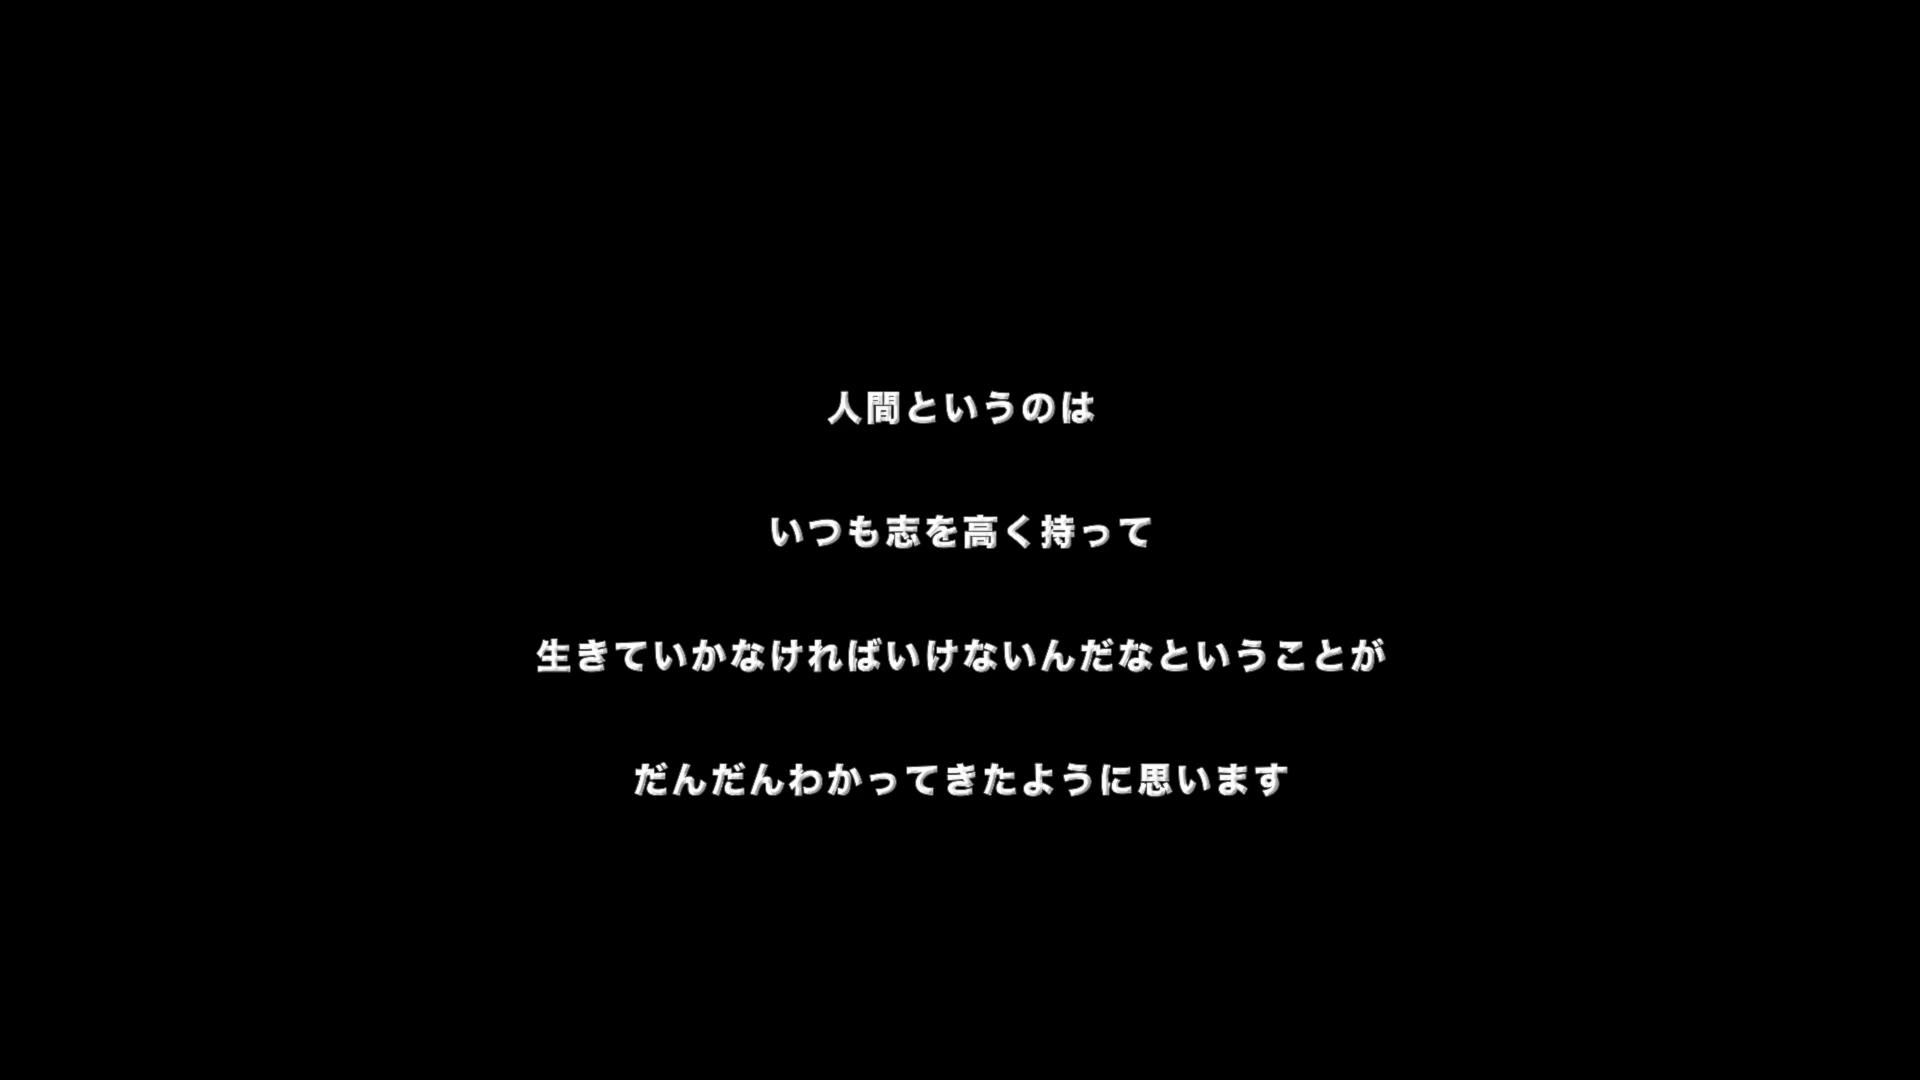 人間というのは
いつも志を高く持って
生きていかなければいけないんだなということが
だんだんわかってきたように思います